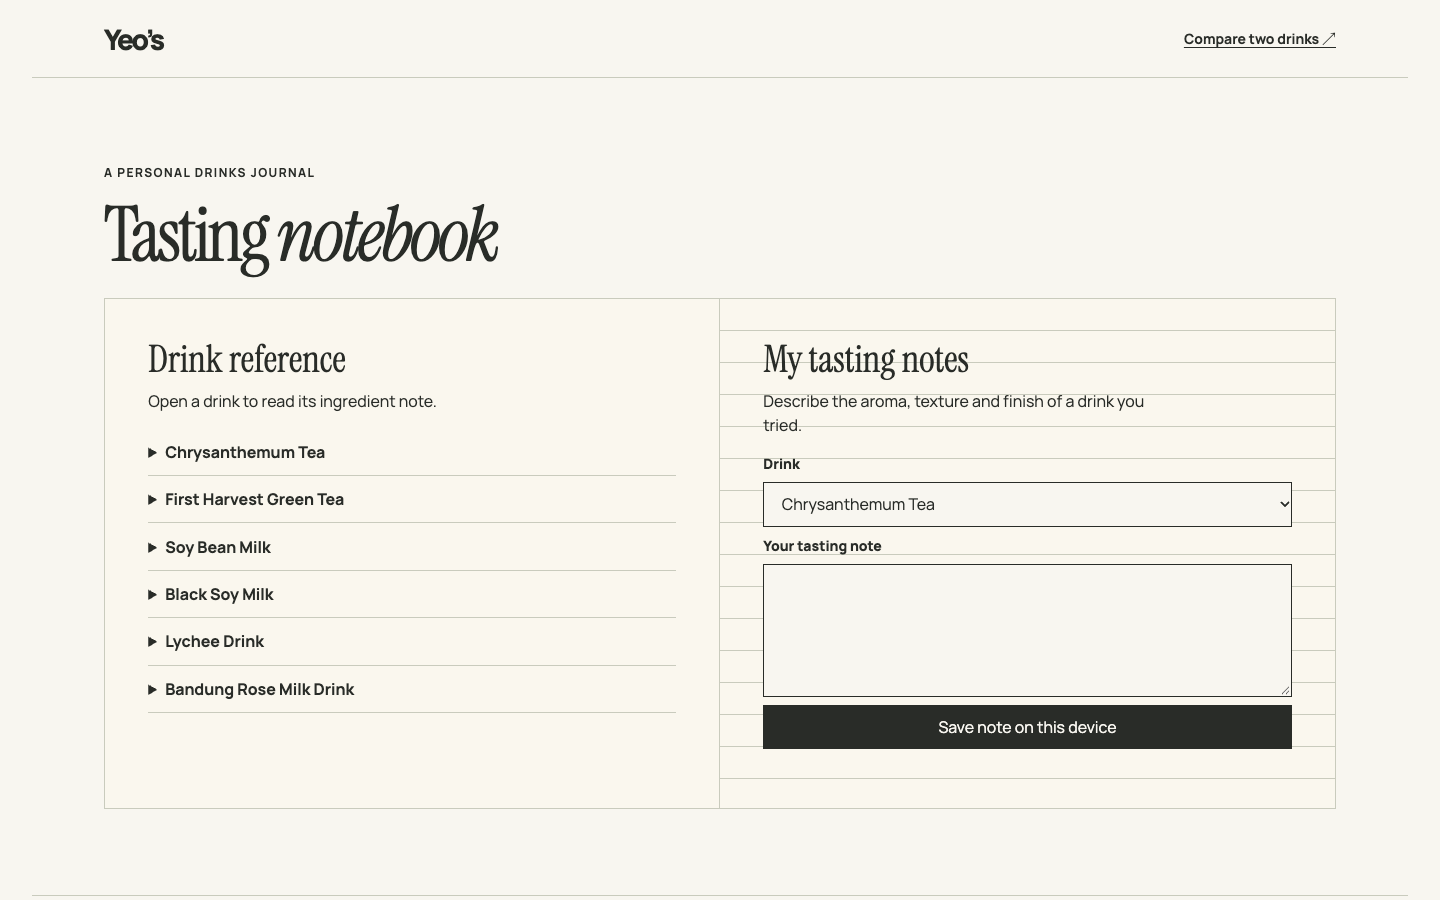 Yeo's
Compare two drinks ↗
A PERSONAL DRINKS JOURNAL
Tasting notebook
Drink reference
Open a drink to read its ingredient note.
Chrysanthemum Tea
First Harvest Green Tea
Soy Bean Milk
Black Soy Milk
Lychee Drink
Bandung Rose Milk Drink
My tasting notes
Describe the aroma, texture and finish of a drink you
tried.
Drink
Chrysanthemum Tea
Your tasting note
Save note on this device